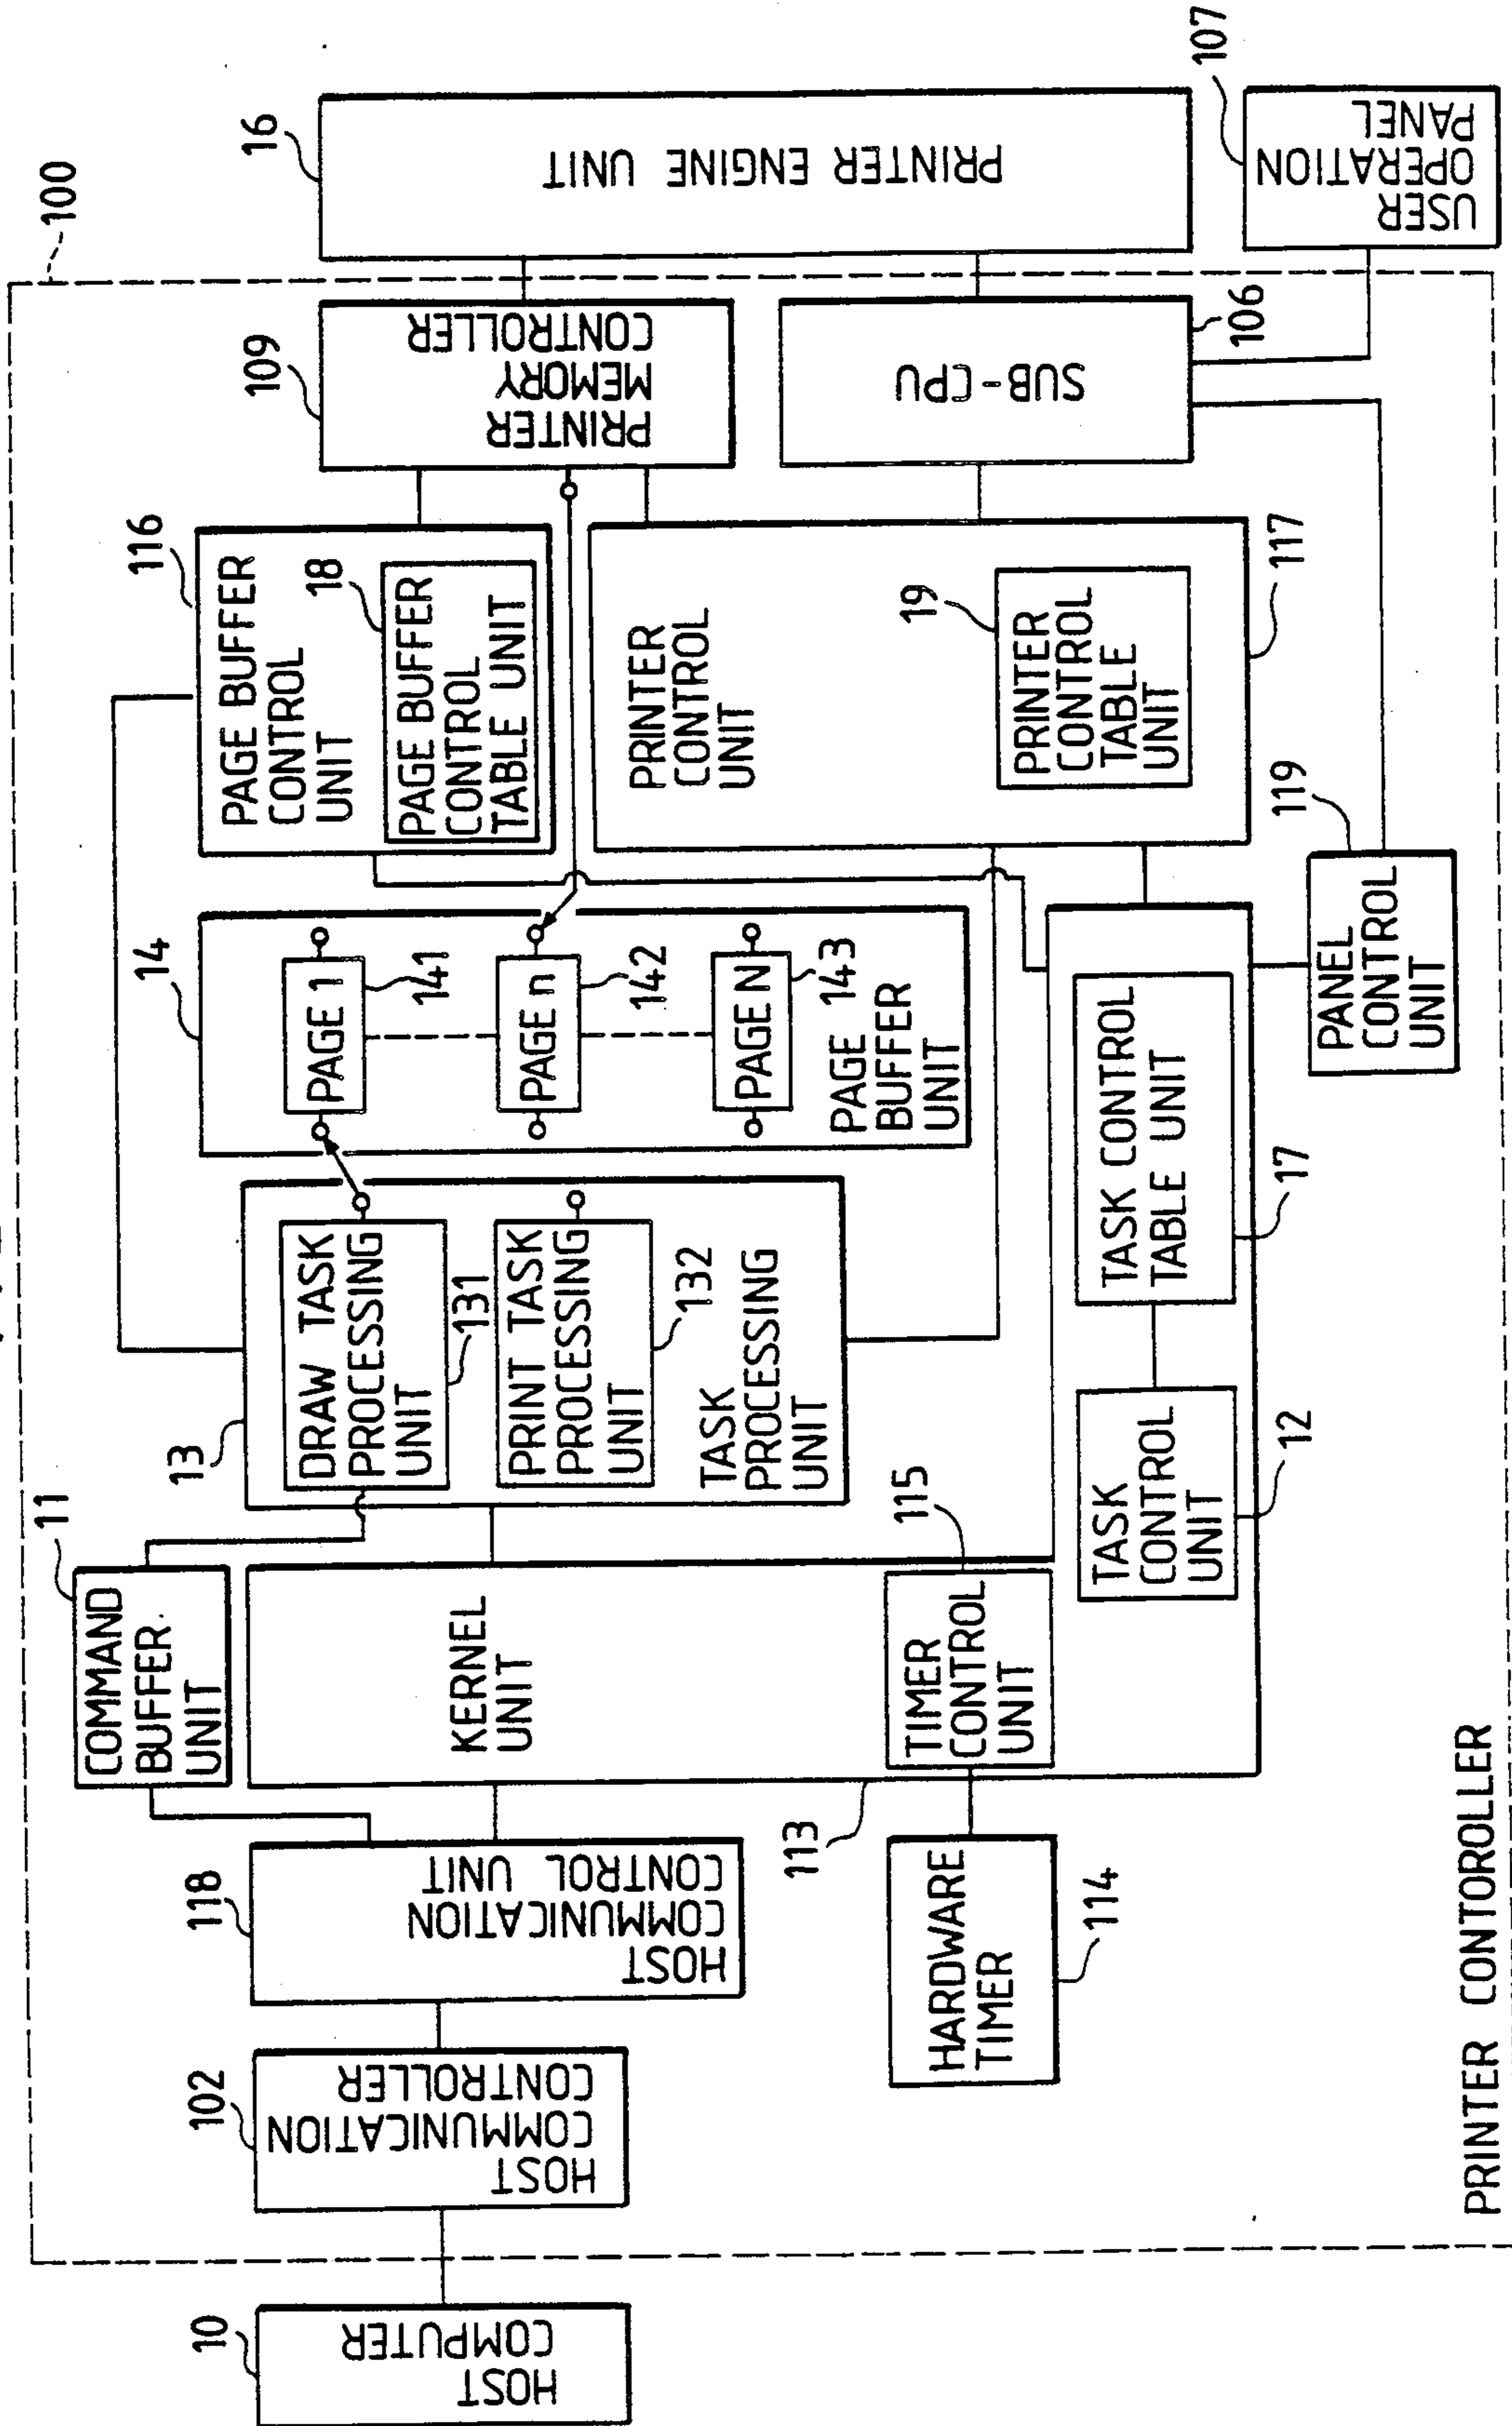 100
10
HOST
COMPUTER
102
HOST
COMMUNICATION
CONTROLLER
118
HOST
COMMUNICATION
CONTROL UNIT
11
COMMAND
BUFFER
UNIT
KERNEL
UNIT
113
HARDWARE
TIMER
114
TIMER
CONTROL
UNIT
115
13
DRAW TASK
PROCESSING
UNIT
131
PRINT TASK
PROCESSING
UNIT
132
TASK
PROCESSING
UNIT
TASK
CONTROL
UNIT
12
TASK CONTROL
TABLE UNIT
17
14
PAGE 1
141
PAGE n
142
PAGE N
143
PAGE
BUFFER
UNIT
116
PAGE BUFFER
CONTROL
UNIT
18
PAGE BUFFER
CONTROL
TABLE UNIT
PRINTER
CONTROL
UNIT
19
PRINTER
CONTROL
TABLE
UNIT
117
119
PANEL
CONTROL
UNIT
109
PRINTER
MEMORY
CONTROLLER
SUB-CPU
106
16
PRINTER ENGINE UNIT
107
USER
OPERATION
PANEL
PRINTER CONTOROLLER